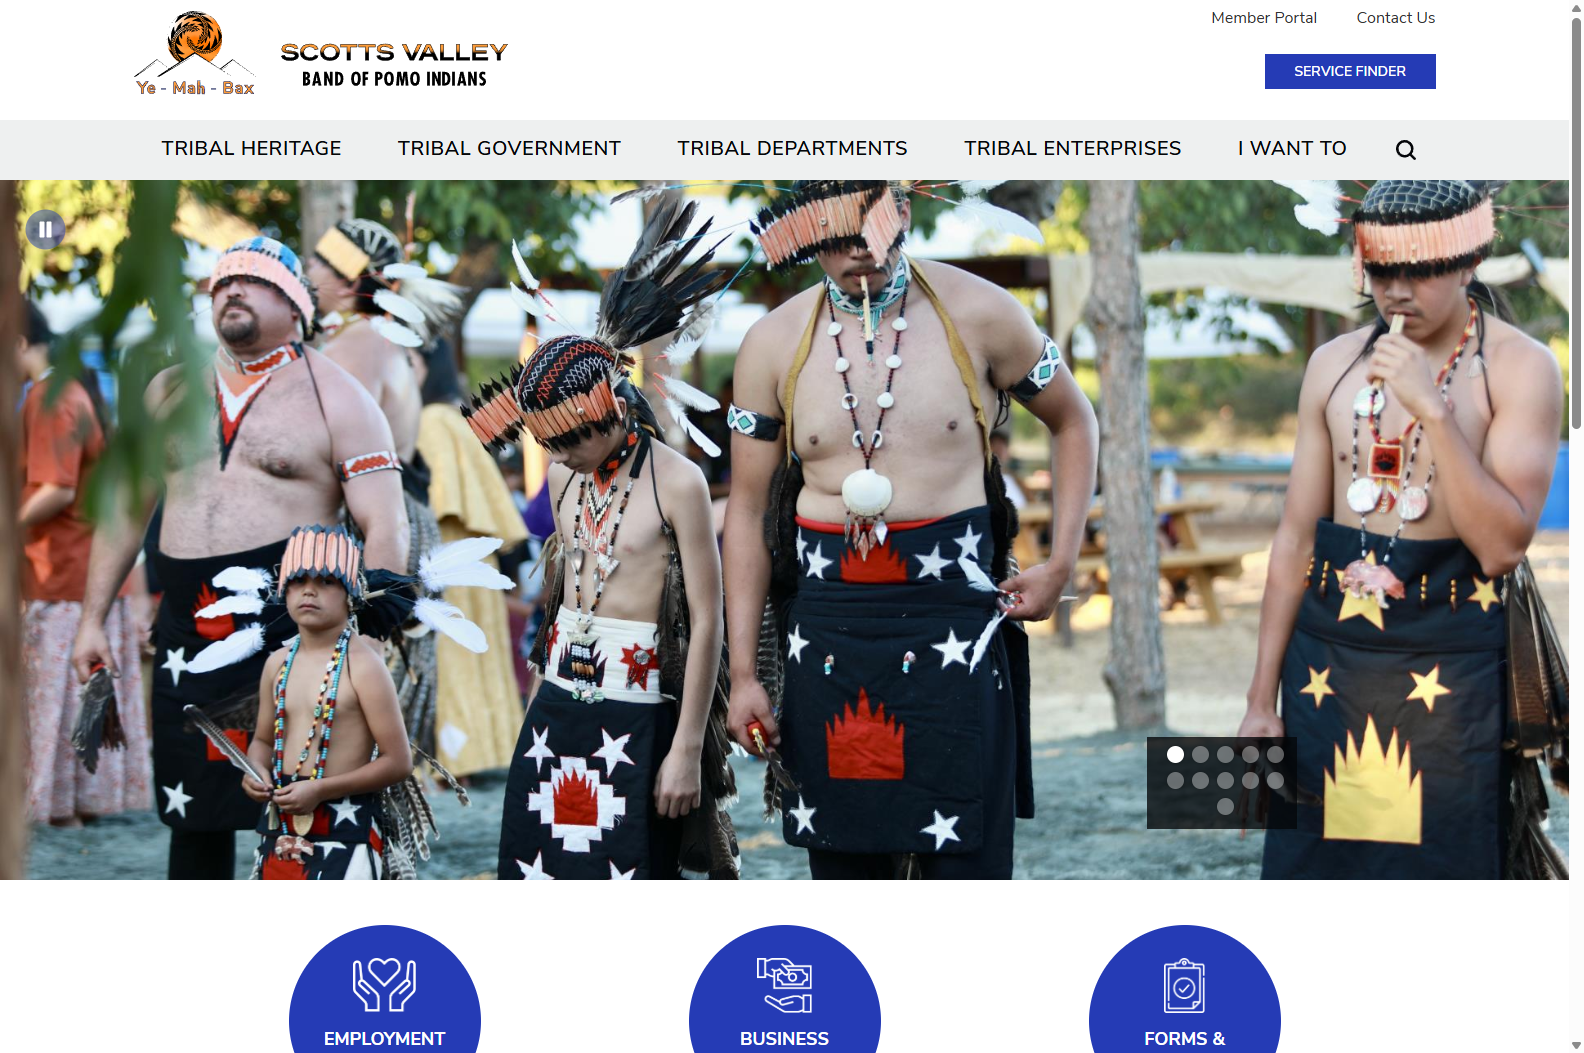 Member Portal
Contact Us
Ye - Mah - Bax
SCOTTS VALLEY
BAND OF POMO INDIANS
SERVICE FINDER
TRIBAL HERITAGE
TRIBAL GOVERNMENT
TRIBAL DEPARTMENTS
TRIBAL ENTERPRISES
I WANT TO
EMPLOYMENT
BUSINESS
FORMS &